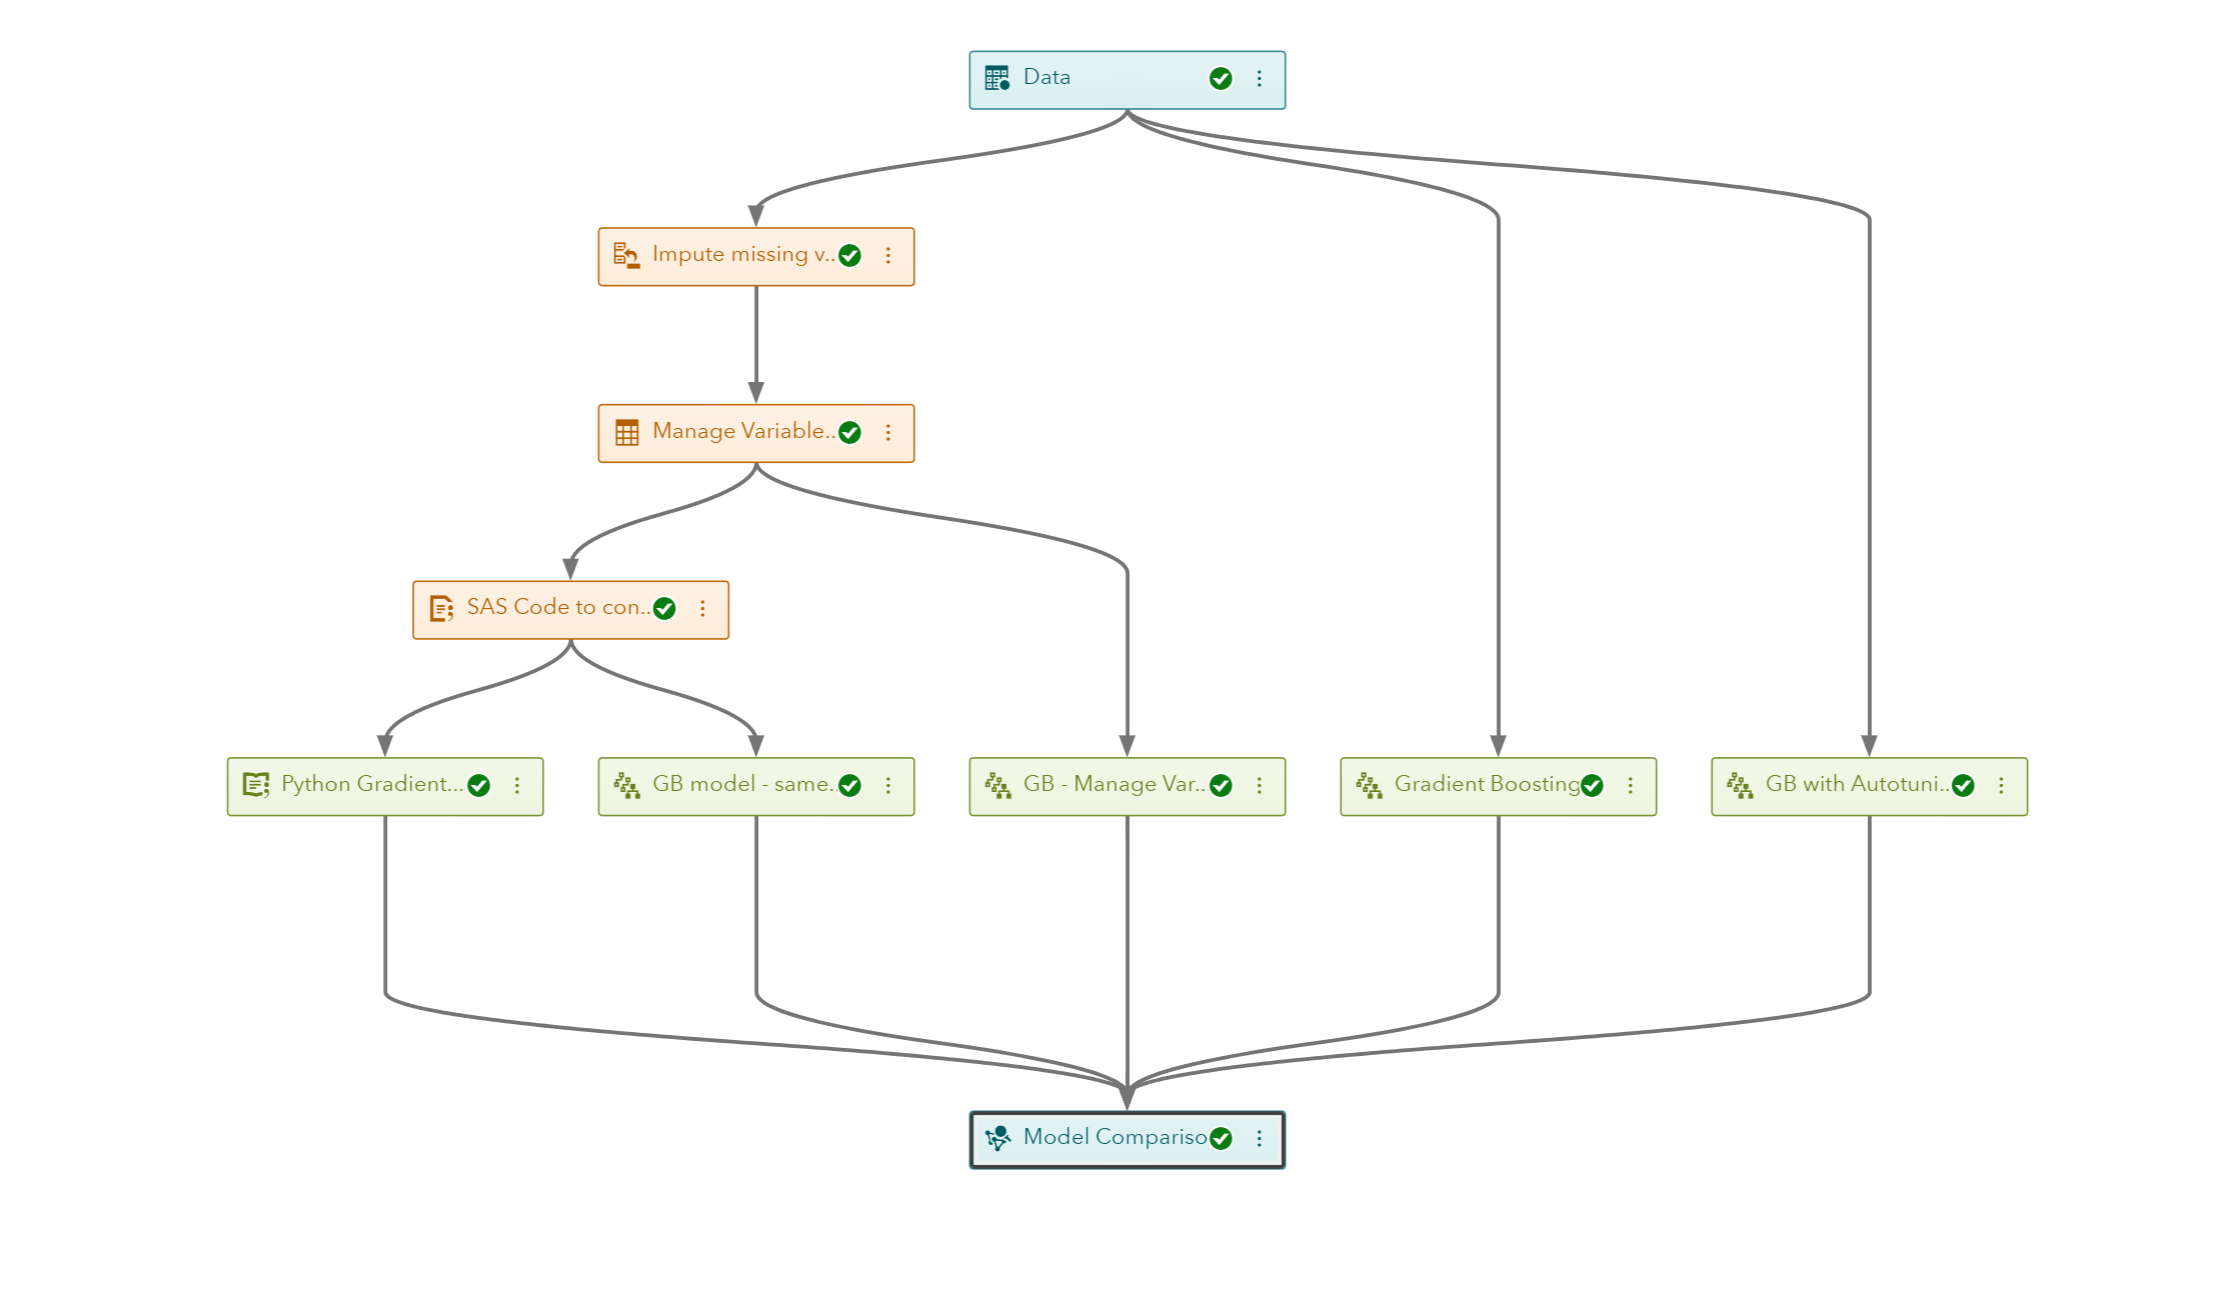 Data
Impute missing v..
Manage Variable..
SAS Code to con..
Python Gradient...
GB model - same..
GB - Manage Var..
Gradient Boosting
GB with Autotuni..
Model Compariso